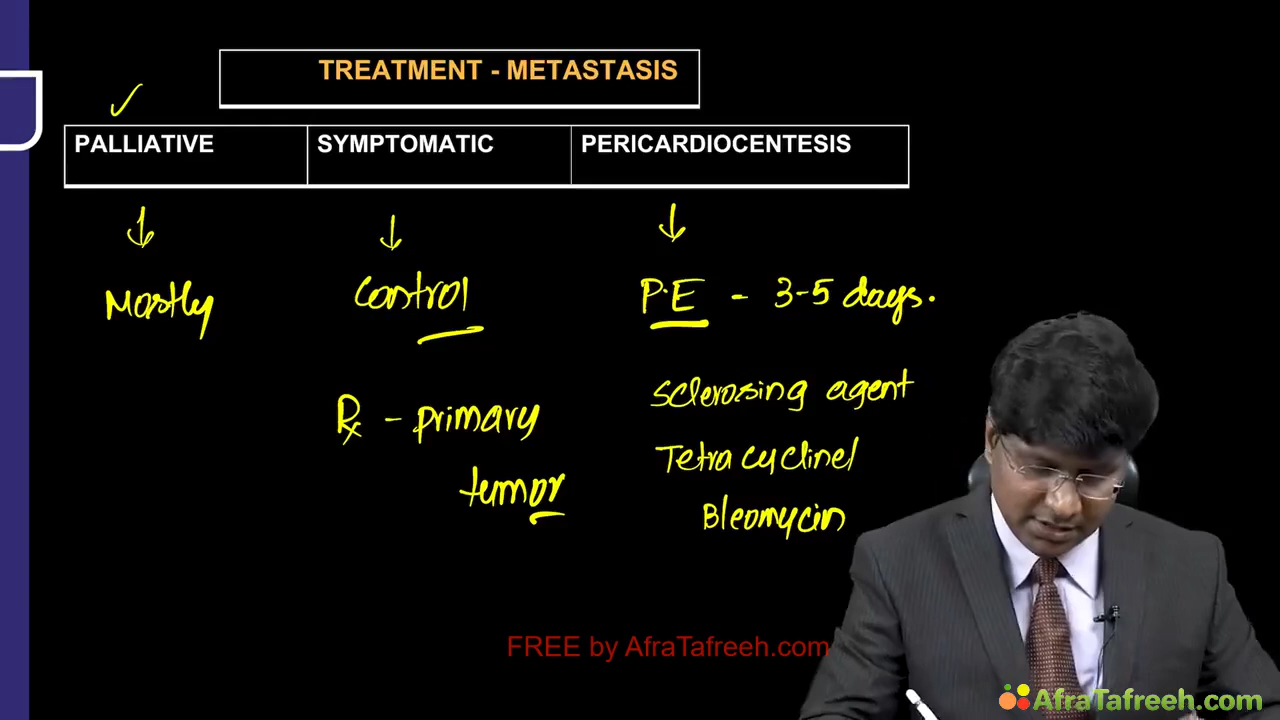 TREATMENT - METASTASIS
PALLIATIVE SYMPTOMATIC PERICARDIOCENTESIS
Mostly Control P.E - 3-5 days.
Rx - primary tumor
Sclerosing agent
Tetracyclinel
Bleomycin
FREE by AfraTafreeh.com
AfraTafreeh.com